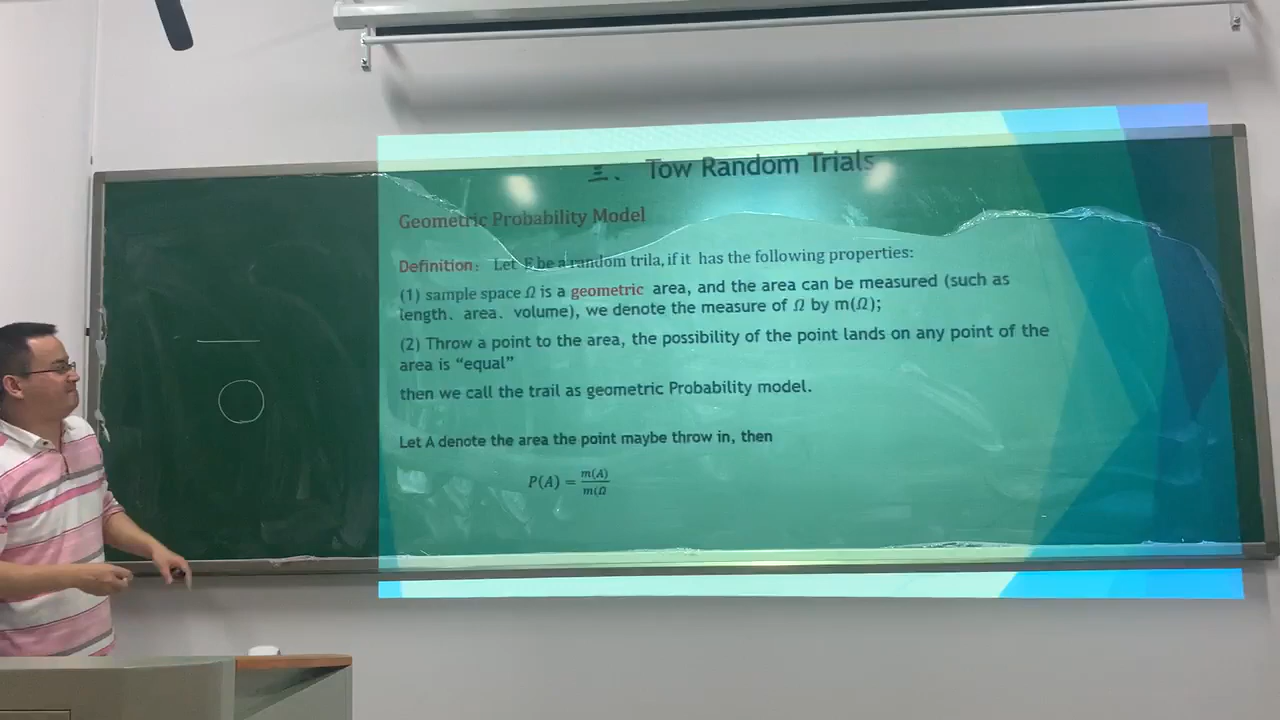 三、 Tow Random Trials
Geometric Probability Model
Definition： Let E be a random trila, if it has the following properties:
(1) sample space Ω is a geometric area, and the area can be measured (such as
length、area、volume), we denote the measure of Ω by m(Ω);
(2) Throw a point to the area, the possibility of the point lands on any point of the
area is “equal”
then we call the trail as geometric Probability model.
Let A denote the area the point maybe throw in, then
P(A) = m(A)
m(Ω